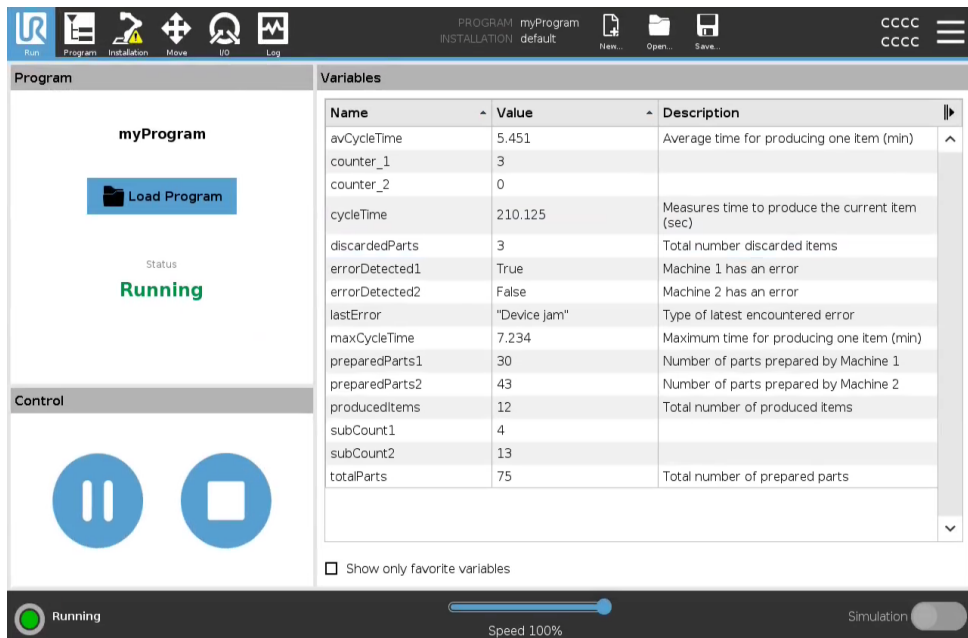 UR
Run
Program
Installation
Move
I/O
Log
PROGRAM myProgram
INSTALLATION default
New...
Open...
Save...
CCCC
CCCC
Program
myProgram
Load Program
Status
Running
Control
Variables
Name Value Description
avCycleTime 5.451 Average time for producing one item (min)
counter_1 3
counter_2 0
cycleTime 210.125 Measures time to produce the current item
(sec)
discardedParts 3 Total number discarded items
errorDetected1 True Machine 1 has an error
errorDetected2 False Machine 2 has an error
lastError "Device jam" Type of latest encountered error
maxCycleTime 7.234 Maximum time for producing one item (min)
preparedParts1 30 Number of parts prepared by Machine 1
preparedParts2 43 Number of parts prepared by Machine 2
producedItems 12 Total number of produced items
subCount1 4
subCount2 13
totalParts 75 Total number of prepared parts
Show only favorite variables
Running
Speed 100%
Simulation